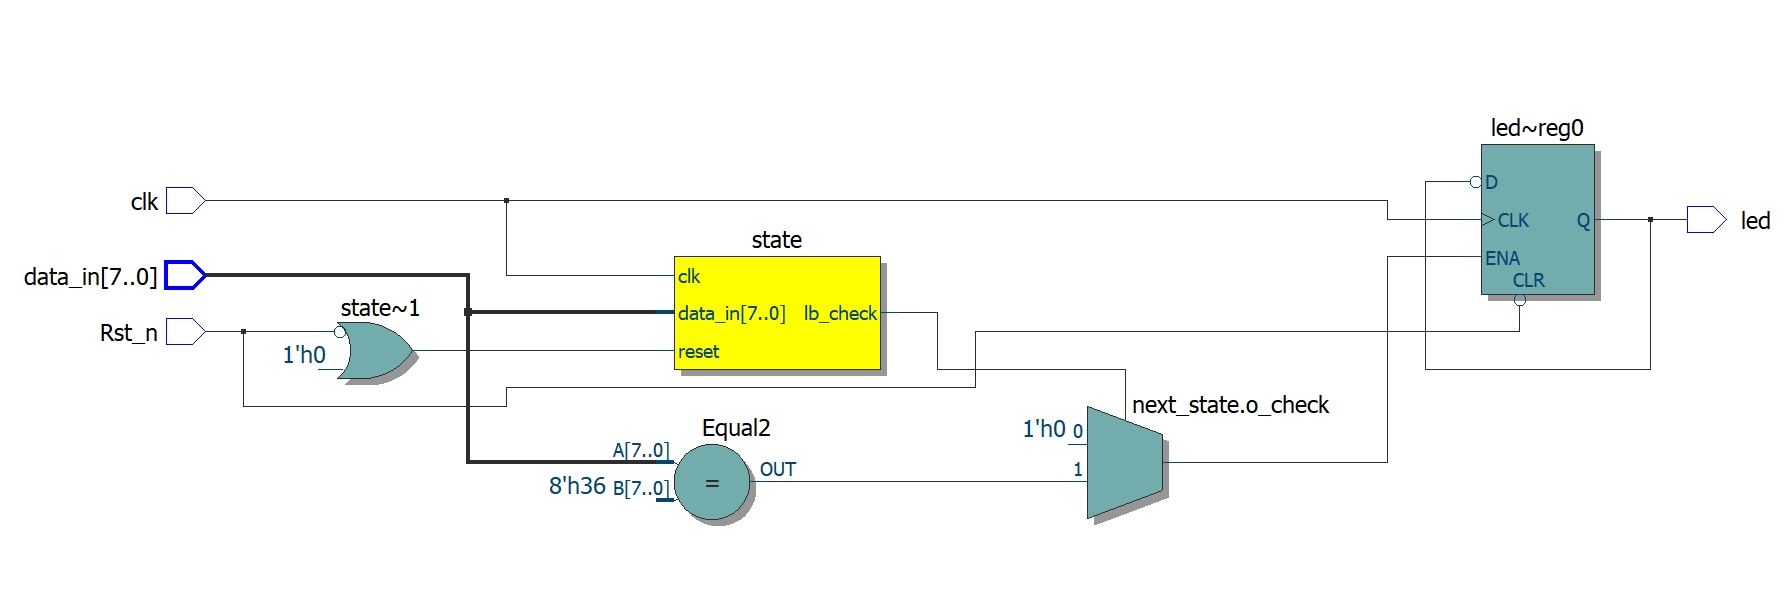 led~reg0
D
clk
CLK
Q
led
state
ENA
data_in[7..0]
clk
CLR
state~1
data_in[7..0] lb_check
Rst_n
1'h0
reset
next_state.o_check
Equal2
1'h0 0
A[7..0]
OUT
1
8'h36 B[7..0]
=